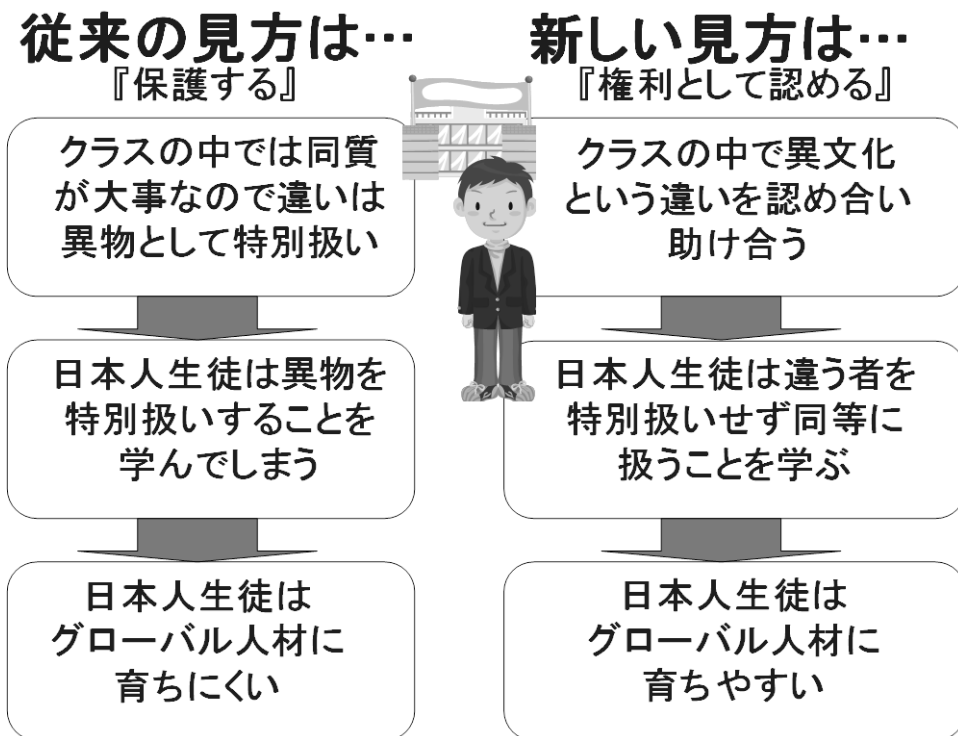 従来の見方は…
『保護する』
クラスの中では同質
が大事なので違いは
異物として特別扱い
日本人生徒は異物を
特別扱いすることを
学んでしまう
日本人生徒は
グローバル人材に
育ちにくい
新しい見方は…
『権利として認める』
クラスの中で異文化
という違いを認め合い
助け合う
日本人生徒は違う者を
特別扱いせず同等に
扱うことを学ぶ
日本人生徒は
グローバル人材に
育ちやすい